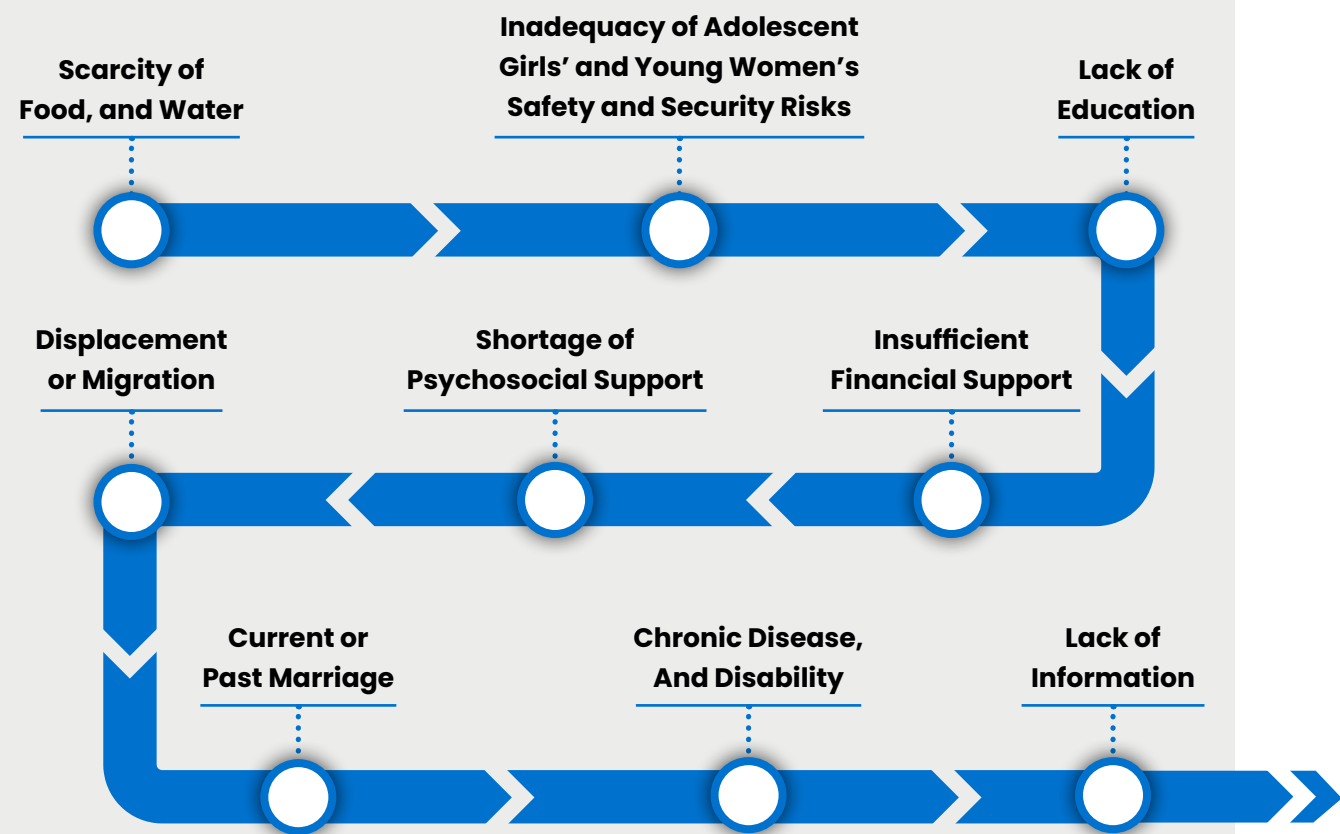 Scarcity of
Food, and Water
Inadequacy of Adolescent
Girls’ and Young Women’s
Safety and Security Risks
Lack of
Education
Insufficient
Financial Support
Shortage of
Psychosocial Support
Displacement
or Migration
Current or
Past Marriage
Chronic Disease,
And Disability
Lack of
Information